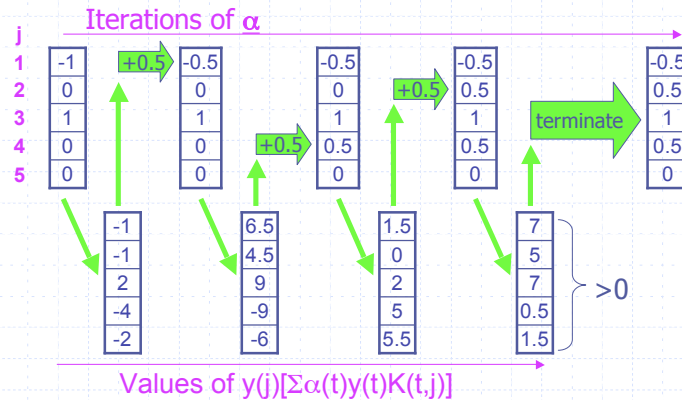 Iterations of α
j
1 -1 +0.5 -0.5 -0.5 -0.5 -0.5
2 0 0 0 +0.5 0.5 0.5
3 1 1 1 1 terminate 1
4 0 0 +0.5 0.5 0.5 0.5
5 0 0 0 0 0
-1 6.5 1.5 7
-1 4.5 0 5
2 9 2 7 >0
-4 -9 5 0.5
-2 -6 5.5 1.5
Values of y(j)[Σα(t)y(t)K(t,j)]